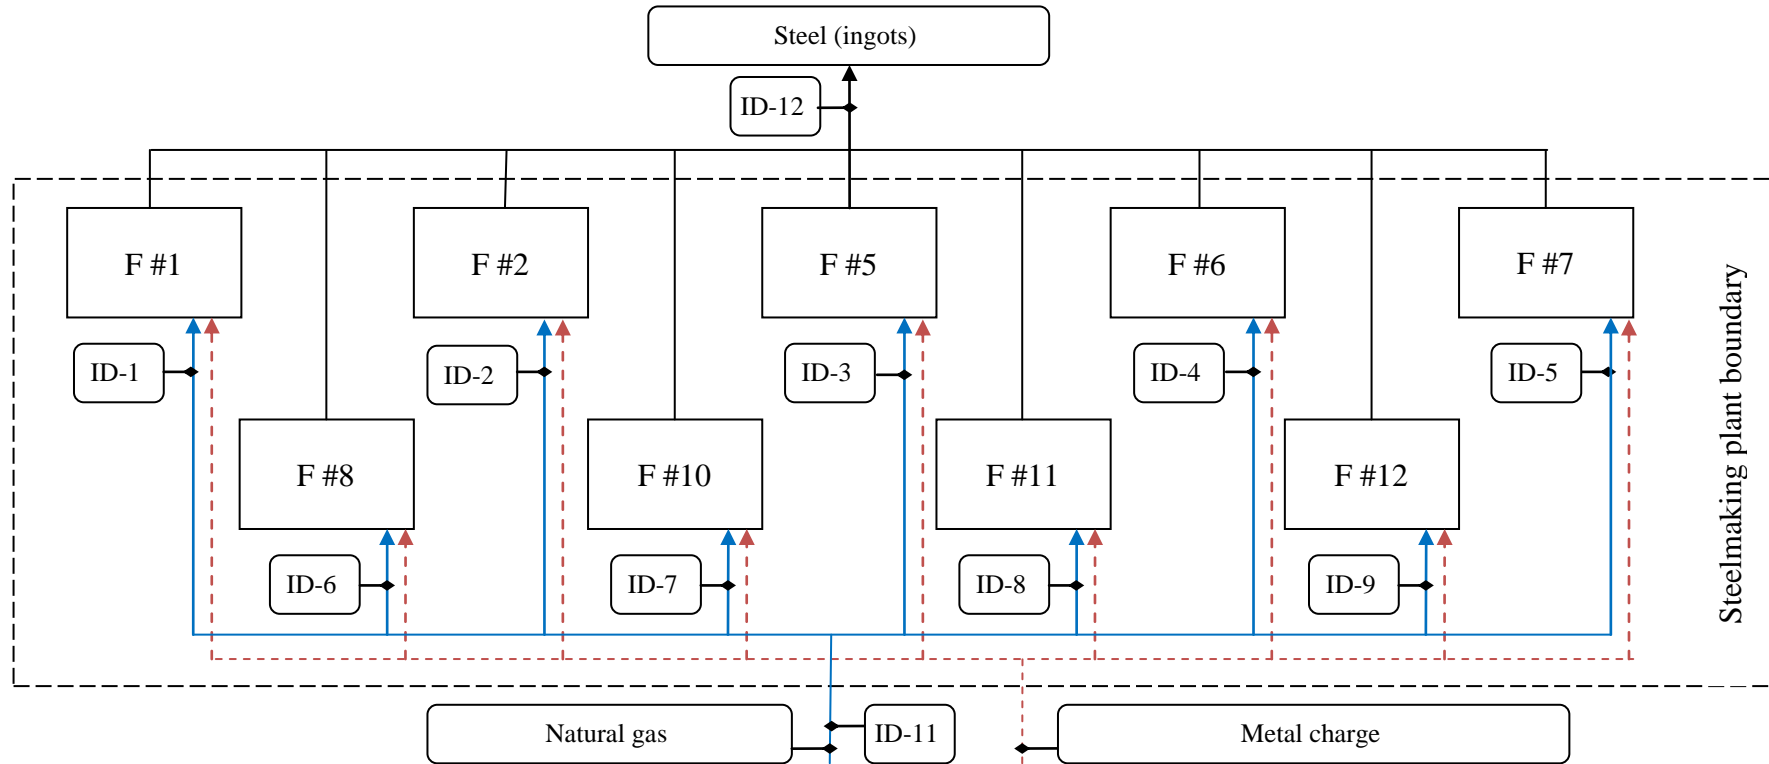 Steel (ingots)
ID-12
F #1
F #2
F #5
F #6
F #7
ID-1
ID-2
ID-3
ID-4
ID-5
F #8
F #10
F #11
F #12
ID-6
ID-7
ID-8
ID-9
Steelmaking plant boundary
Natural gas
ID-11
Metal charge